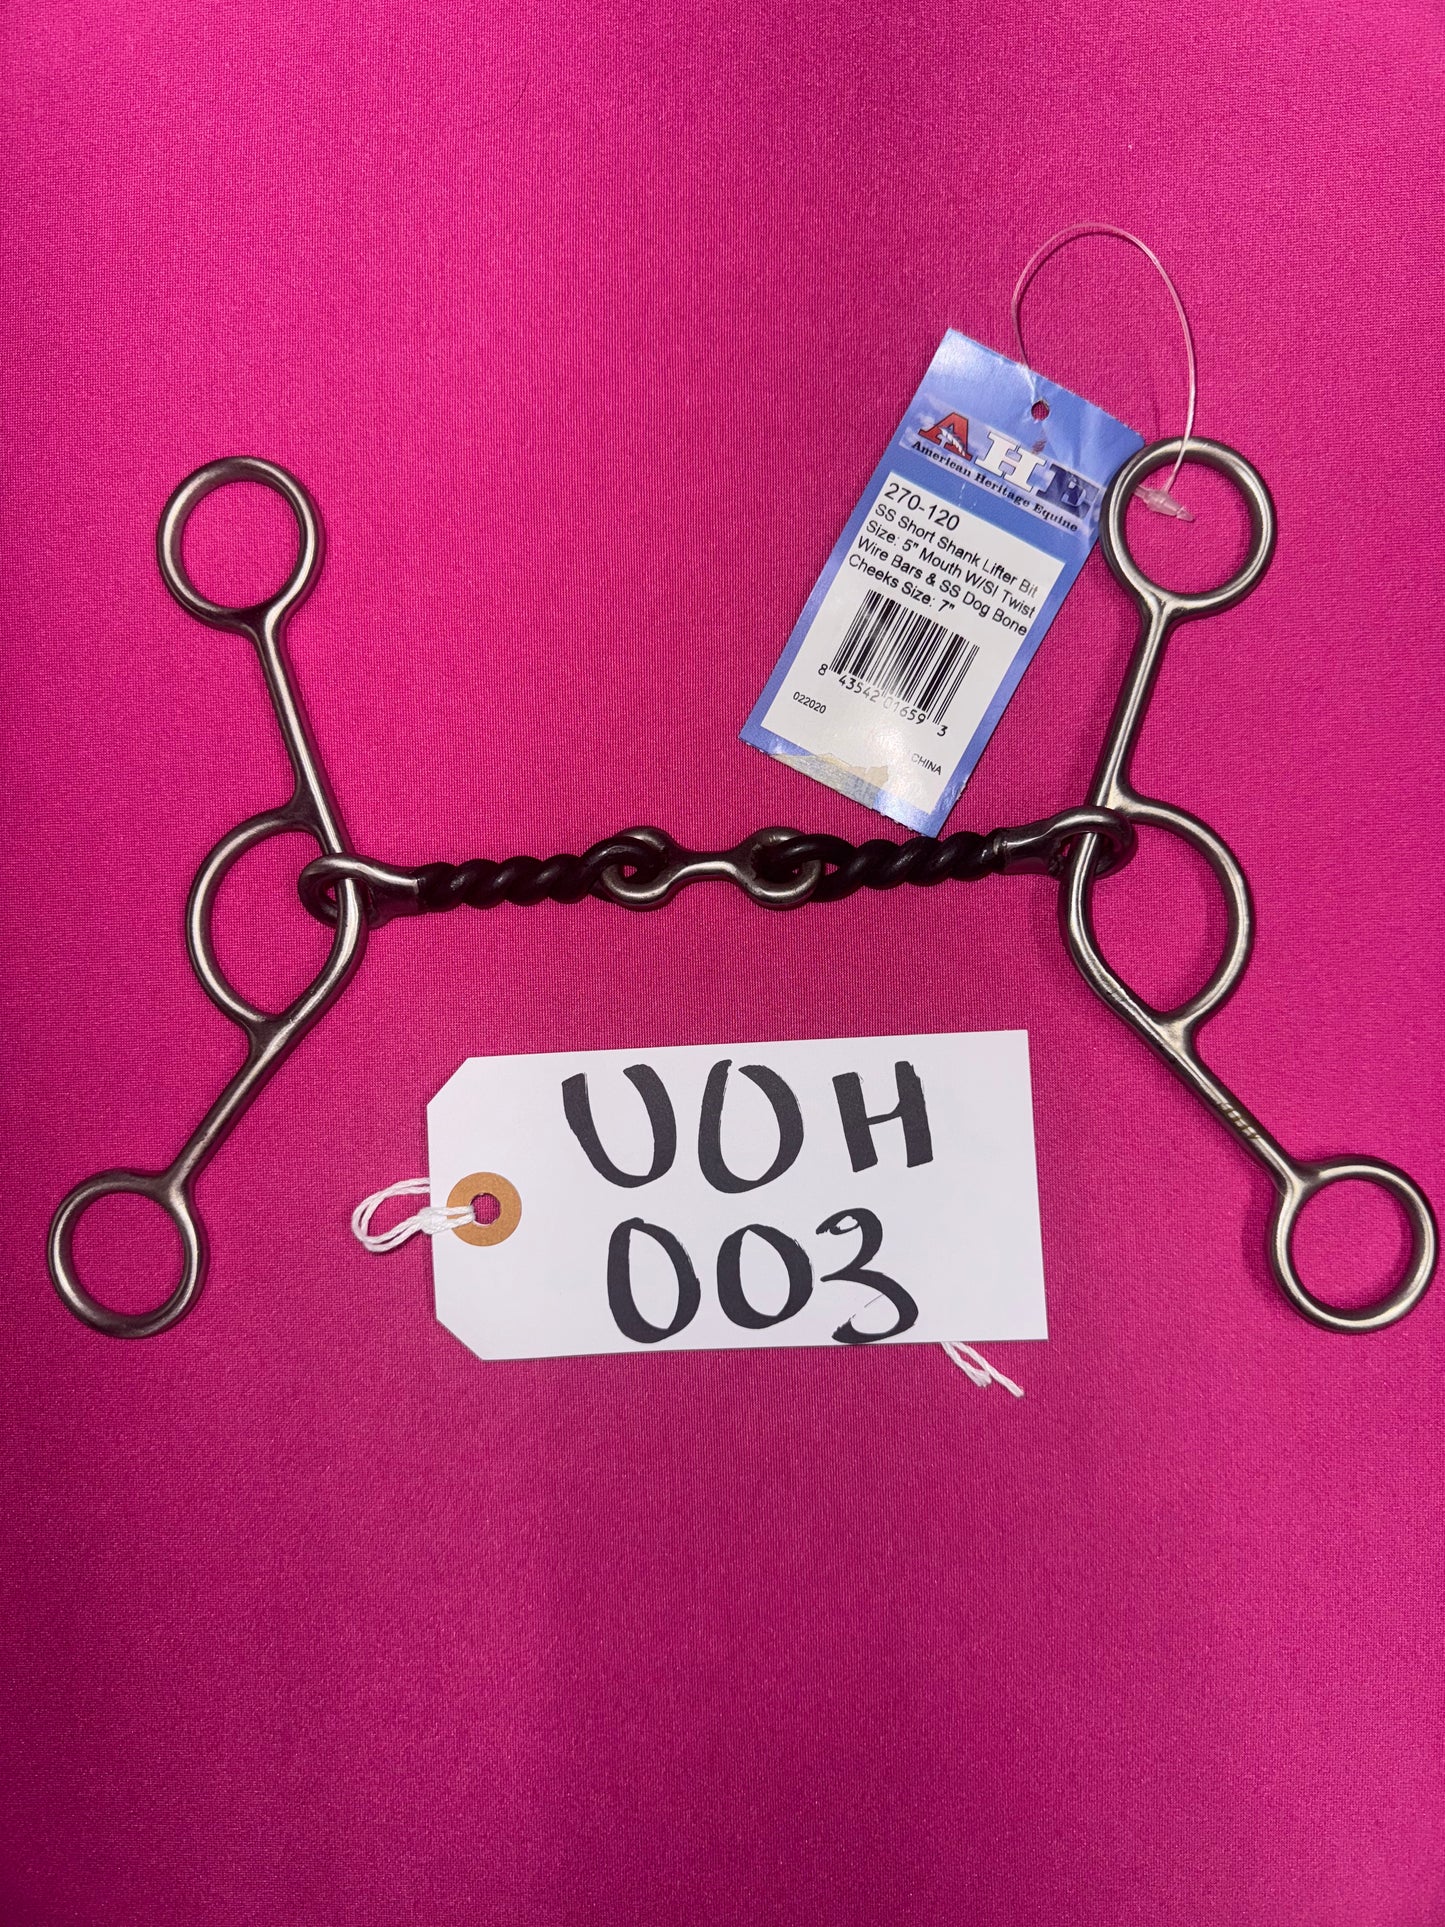 AHE
American Heritage Equine
270-120
SS Short Shank Lifter Bit
Size: 5" Mouth W/SI Twist
Wire Bars & SS Dog Bone
Cheeks Size: 7"
8 43542 01659 3
022020
CHINA
UOH
003